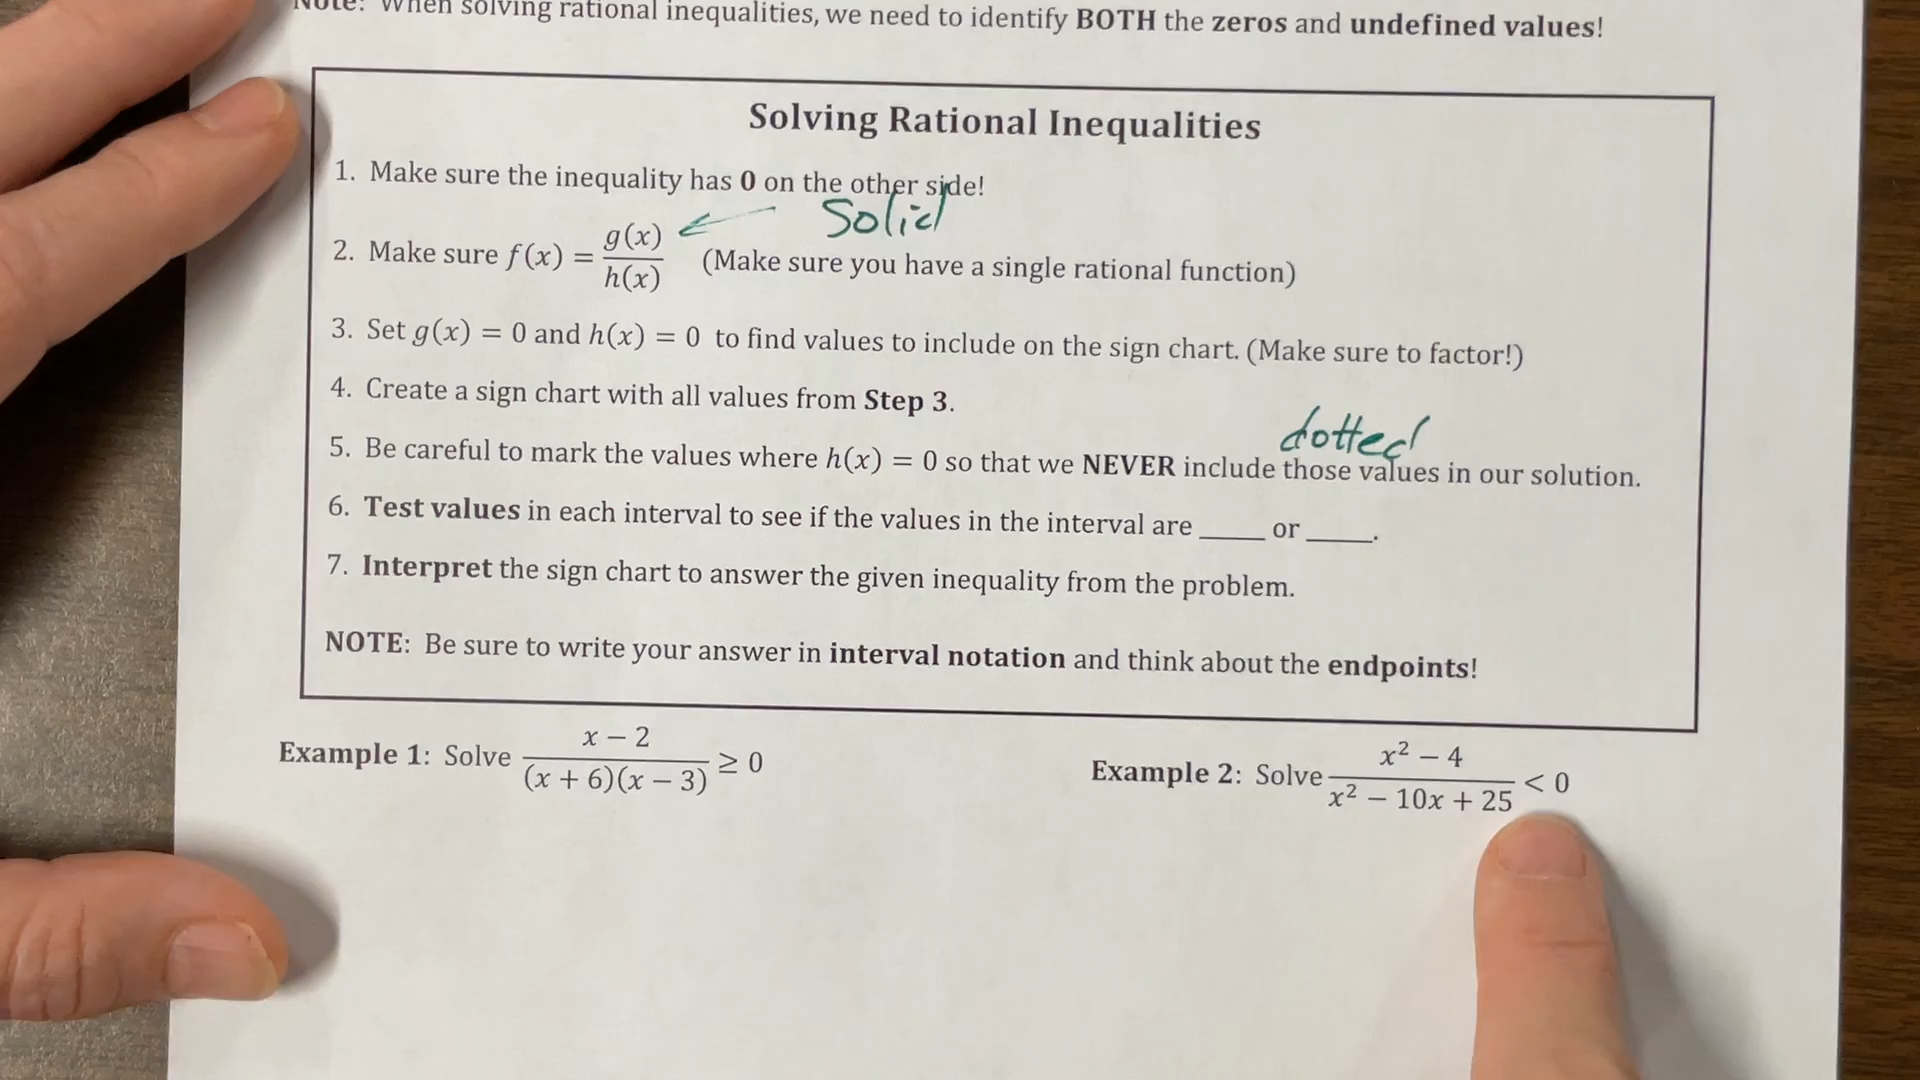 Note: When solving rational inequalities, we need to identify BOTH the zeros and undefined values!
Solving Rational Inequalities
1. Make sure the inequality has 0 on the other side!
Solid
2. Make sure f(x) = g(x)/h(x) (Make sure you have a single rational function)
3. Set g(x) = 0 and h(x) = 0 to find values to include on the sign chart. (Make sure to factor!)
4. Create a sign chart with all values from Step 3.
dotted
5. Be careful to mark the values where h(x) = 0 so that we NEVER include those values in our solution.
6. Test values in each interval to see if the values in the interval are _____ or _____.
7. Interpret the sign chart to answer the given inequality from the problem.
NOTE: Be sure to write your answer in interval notation and think about the endpoints!
Example 1: Solve (x − 2)/((x + 6)(x − 3)) ≥ 0
Example 2: Solve (x² − 4)/(x² − 10x + 25) < 0